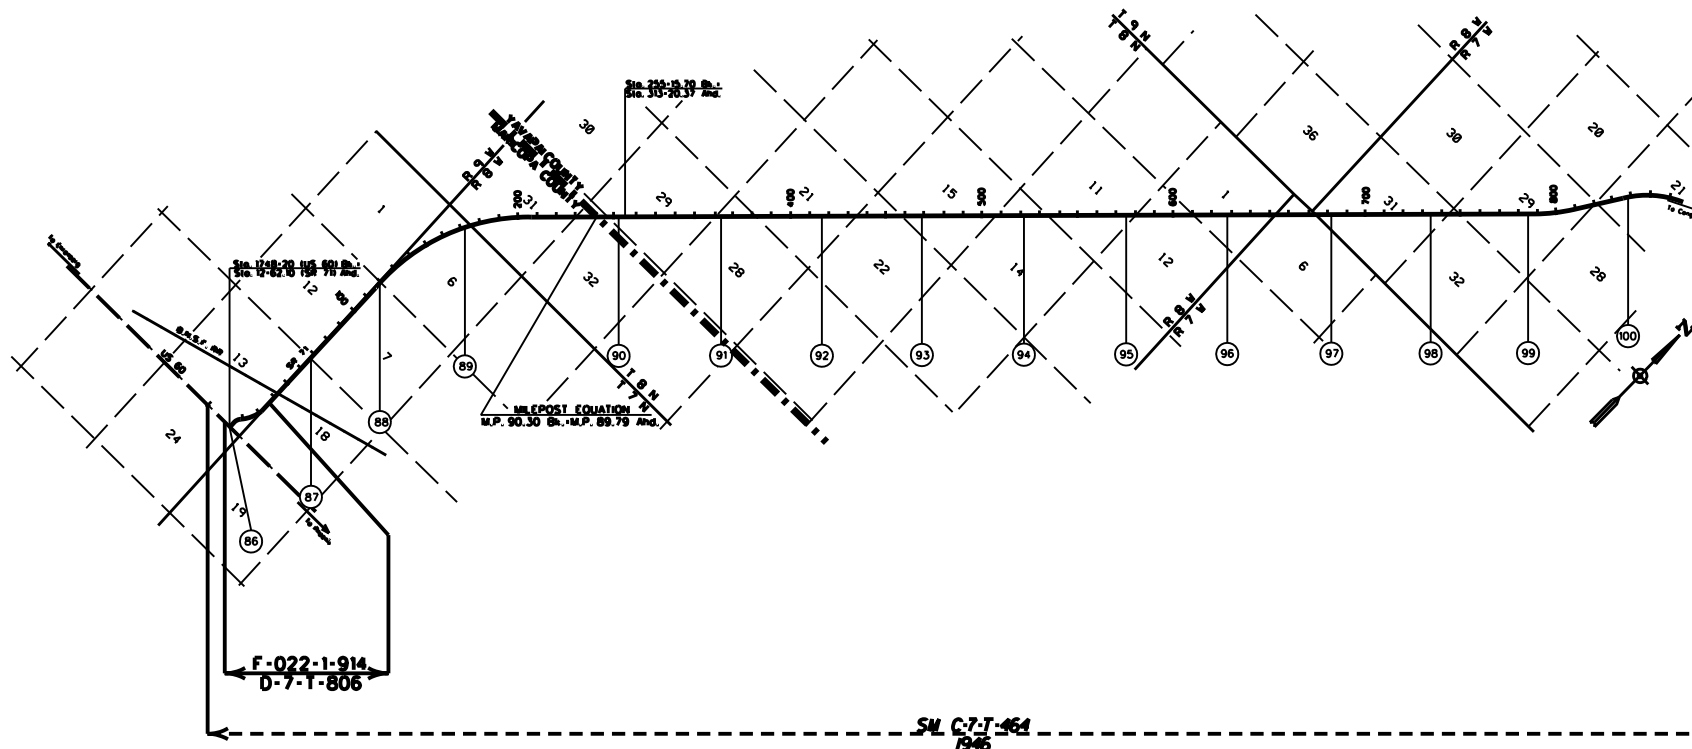 T 9 N
T 8 N
R 8 W
R 7 W
Sta. 255+15.70 Bk.=
Sta. 313+20.37 Ahd.
YAVAPAI COUNTY
MARICOPA COUNTY
R 9 W
R 8 W
30
36
30
20
1
31
29
21
15
11
1
31
29
21
200
400
500
600
700
800
Sta. 1748+20 (US 60) Bk.=
Sta. 12+62.10 (SR 71) Ahd.
12
100
6
32
28
22
14
12
6
32
28
R 8 W
R 7 W
13
US 60
SR 71
7
24
18
19
86
87
88
89
90
91
92
93
94
95
96
97
98
99
100
T 8 N
T 7 N
MILEPOST EQUATION
M.P. 90.30 Bk.=M.P. 89.79 Ahd.
N
F-022-1-914
D-7-T-806
SM C-7-T-464
1946